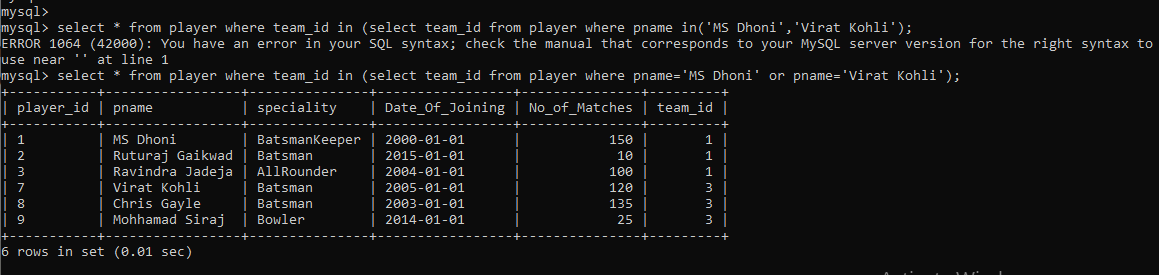 mysql>
mysql> select * from player where team_id in (select team_id from player where pname in('MS Dhoni','Virat Kohli');
ERROR 1064 (42000): You have an error in your SQL syntax; check the manual that corresponds to your MySQL server version for the right syntax to
use near '' at line 1
mysql> select * from player where team_id in (select team_id from player where pname='MS Dhoni' or pname='Virat Kohli');
+-----------+-----------------+---------------+-----------------+---------------+---------+
| player_id | pname           | speciality    | Date_Of_Joining | No_of_Matches | team_id |
+-----------+-----------------+---------------+-----------------+---------------+---------+
| 1         | MS Dhoni        | BatsmanKeeper | 2000-01-01      |           150 |       1 |
| 2         | Ruturaj Gaikwad | Batsman       | 2015-01-01      |            10 |       1 |
| 3         | Ravindra Jadeja | AllRounder    | 2004-01-01      |           100 |       1 |
| 7         | Virat Kohli     | Batsman       | 2005-01-01      |           120 |       3 |
| 8         | Chris Gayle     | Batsman       | 2003-01-01      |           135 |       3 |
| 9         | Mohhamad Siraj  | Bowler        | 2014-01-01      |            25 |       3 |
+-----------+-----------------+---------------+-----------------+---------------+---------+
6 rows in set (0.01 sec)